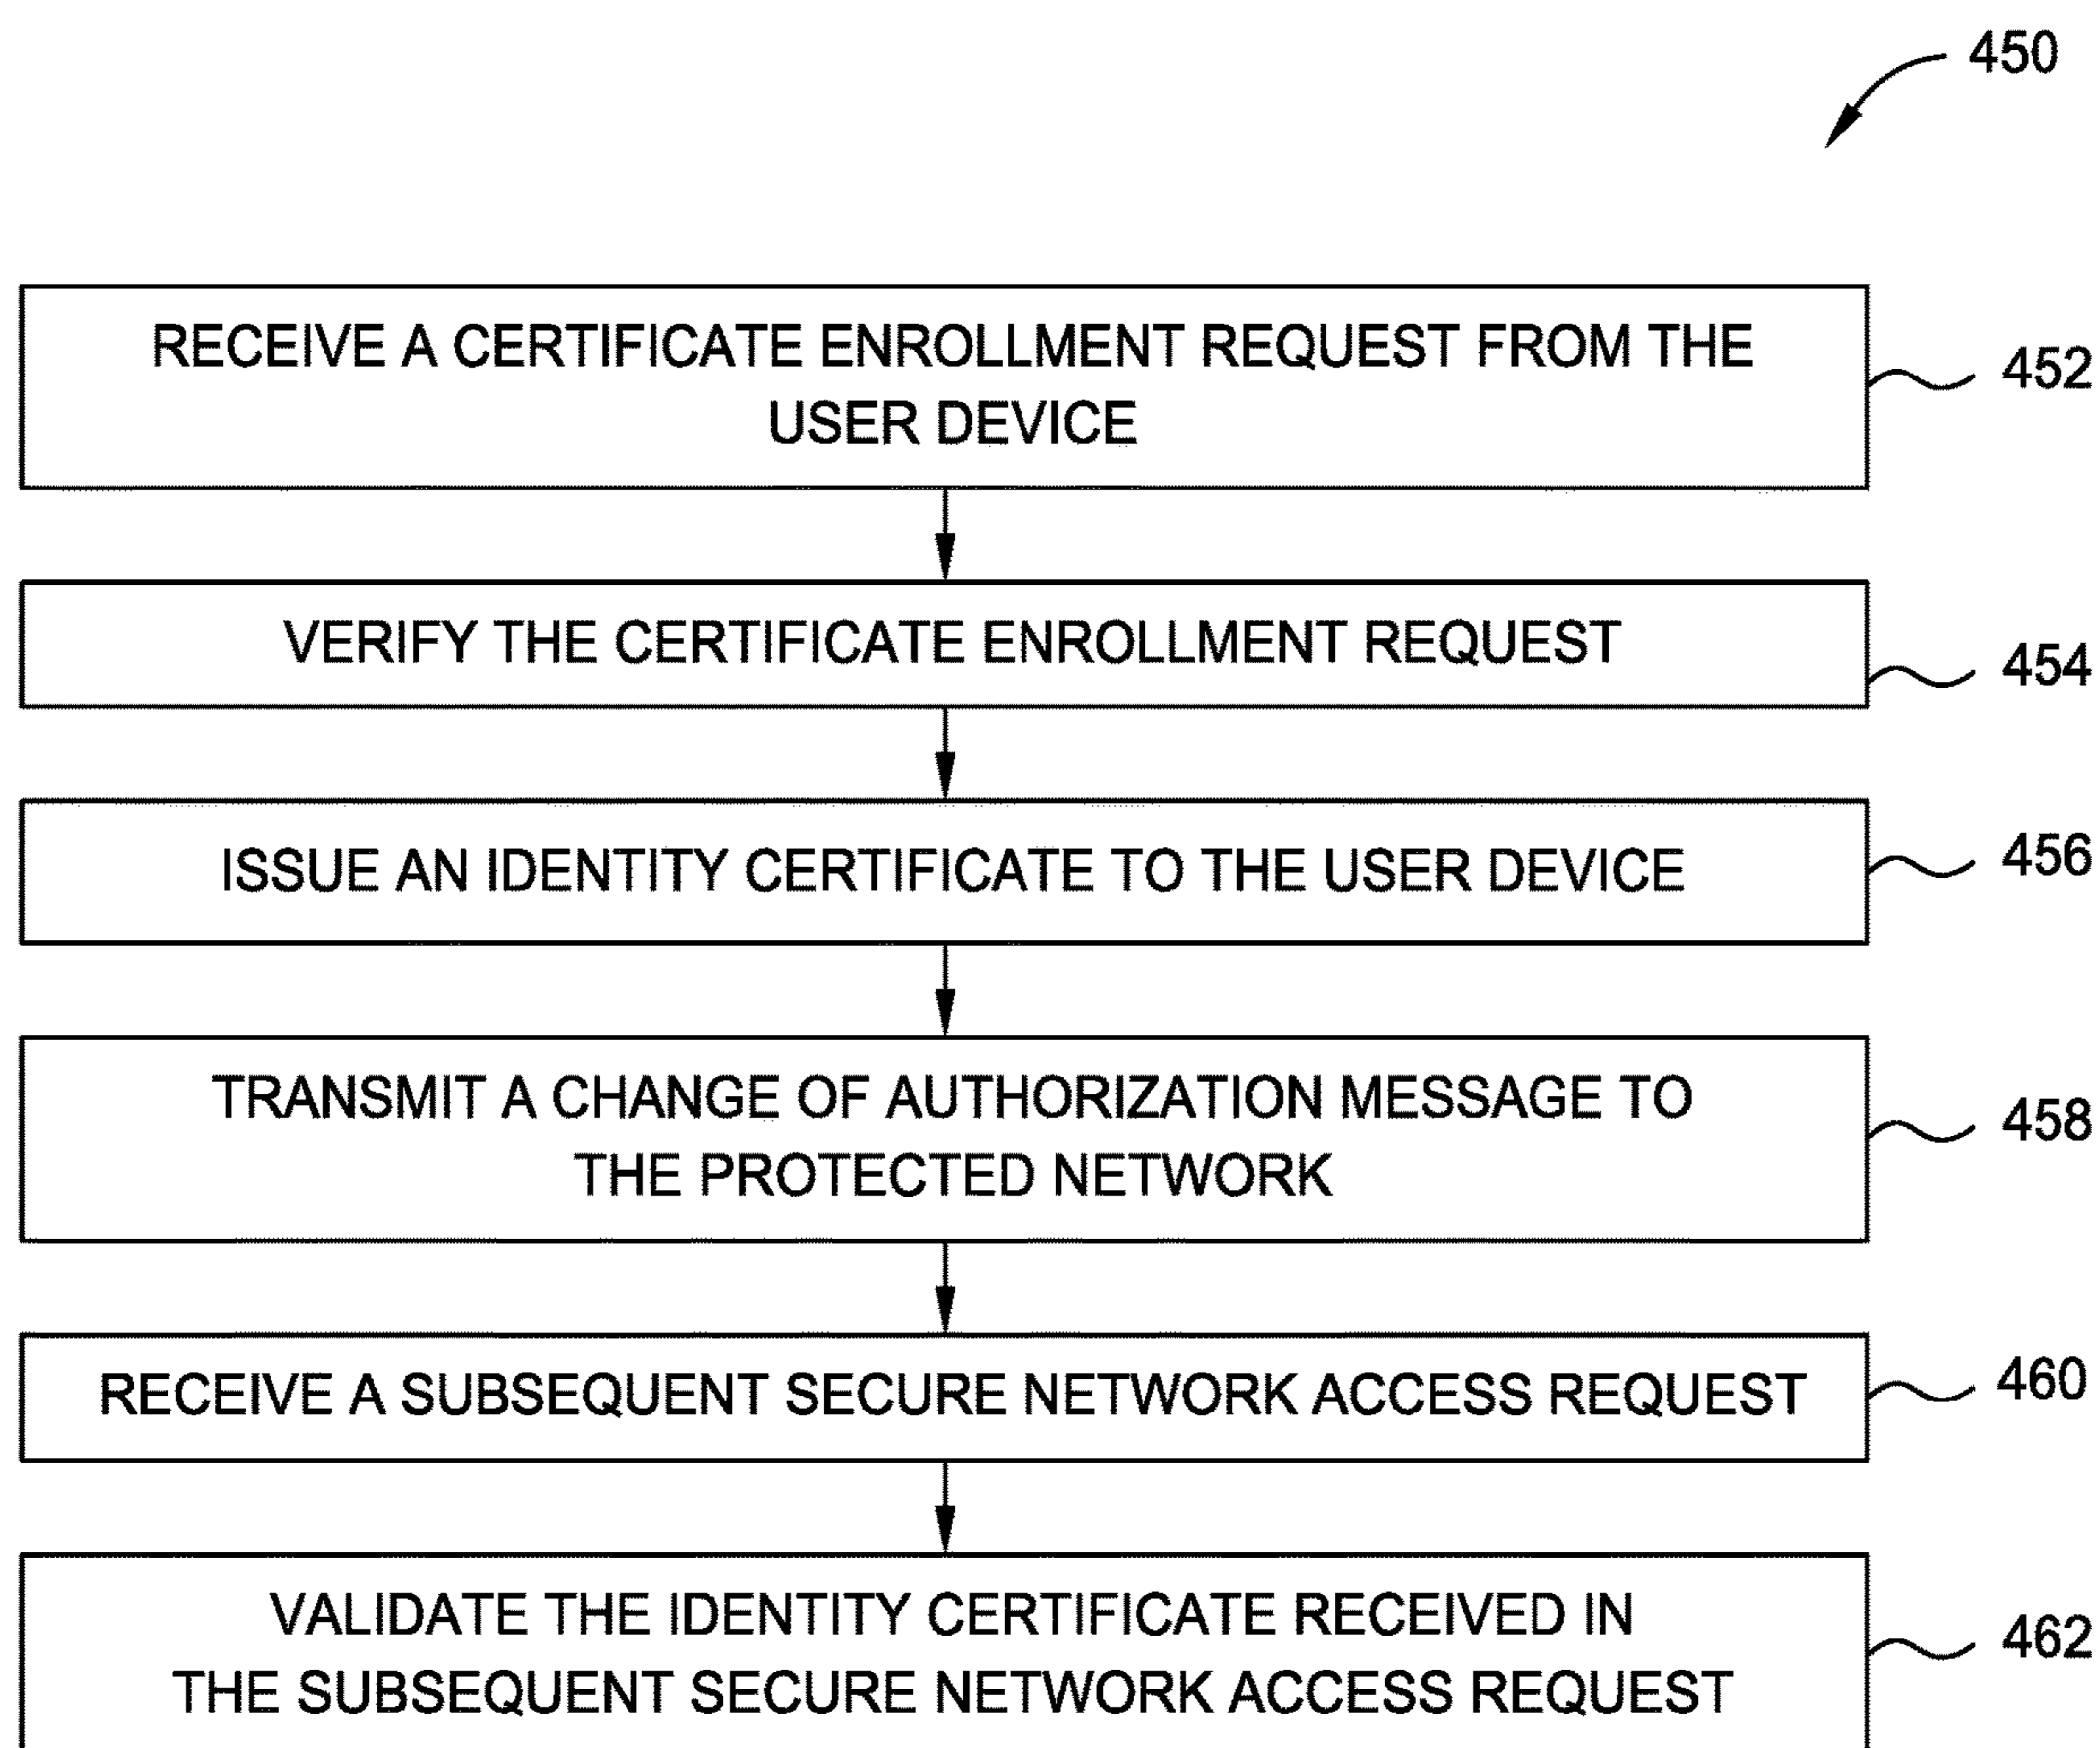 450
RECEIVE A CERTIFICATE ENROLLMENT REQUEST FROM THE
USER DEVICE
452
VERIFY THE CERTIFICATE ENROLLMENT REQUEST
454
ISSUE AN IDENTITY CERTIFICATE TO THE USER DEVICE
456
TRANSMIT A CHANGE OF AUTHORIZATION MESSAGE TO
THE PROTECTED NETWORK
458
RECEIVE A SUBSEQUENT SECURE NETWORK ACCESS REQUEST
460
VALIDATE THE IDENTITY CERTIFICATE RECEIVED IN
THE SUBSEQUENT SECURE NETWORK ACCESS REQUEST
462